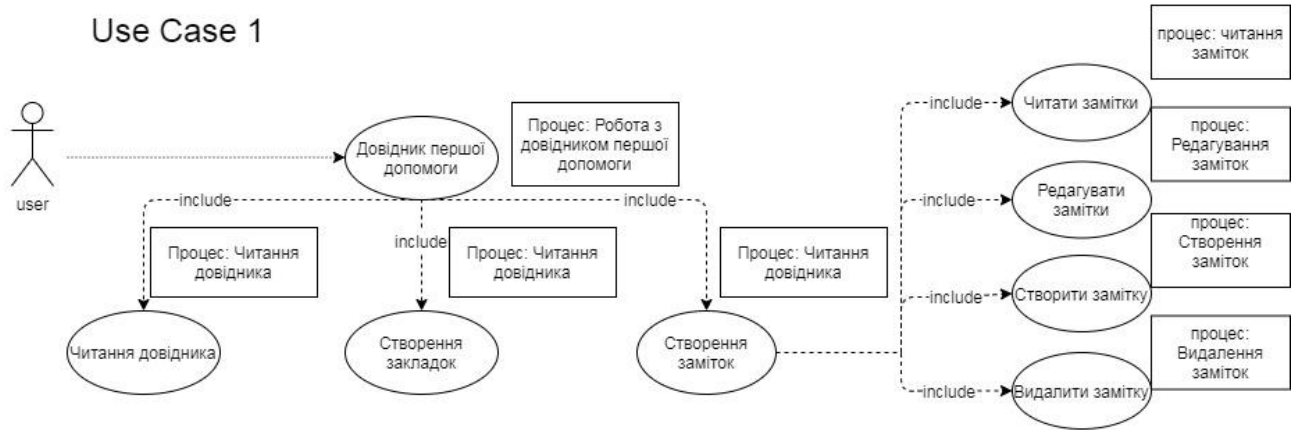 Use Case 1
user
Довідник першої
допомоги
Процес: Робота з
довідником першої
допомоги
include
include
include
Процес: Читання
довідника
Процес: Читання
довідника
Процес: Читання
довідника
Читання довідника
Створення
закладок
Створення
заміток
include
Читати замітки
процес: читання
заміток
include
Редагувати
замітки
процес:
Редагування
заміток
include
Створити замітку
процес:
Створення
заміток
include
Видалити замітку
процес:
Видалення
заміток